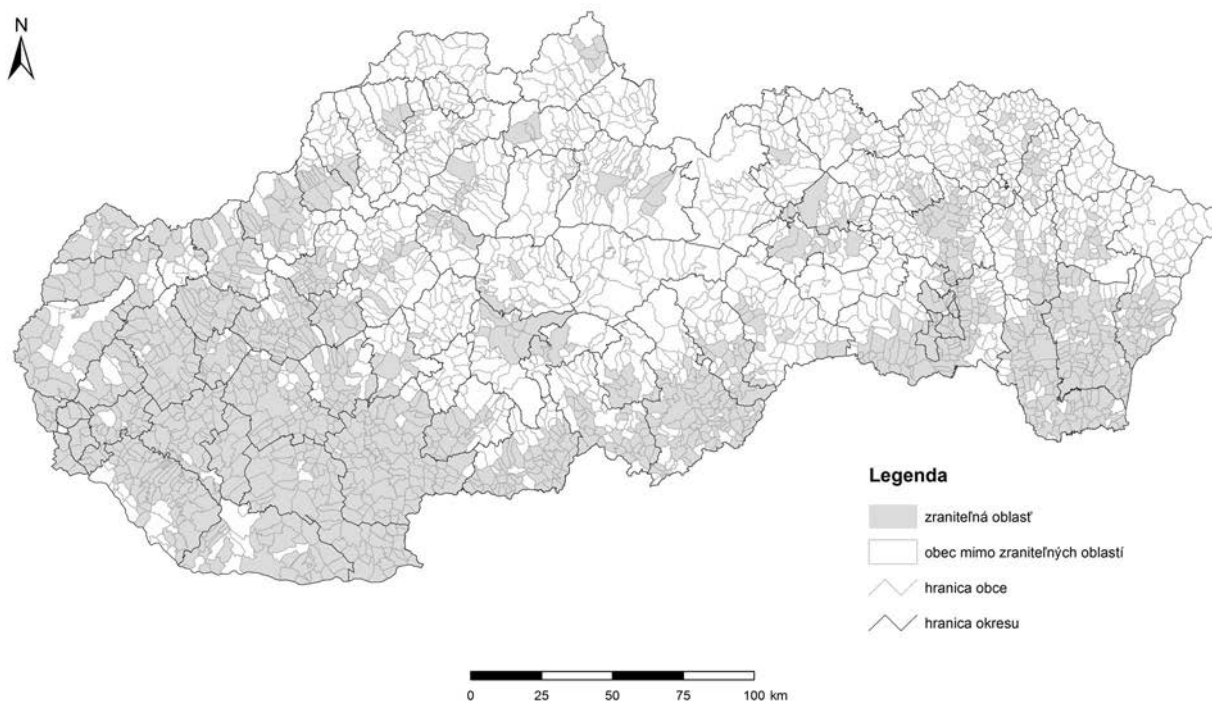 N
Legenda
zraniteľná oblasť
obec mimo zraniteľných oblastí
hranica obce
hranica okresu
0 25 50 75 100 km